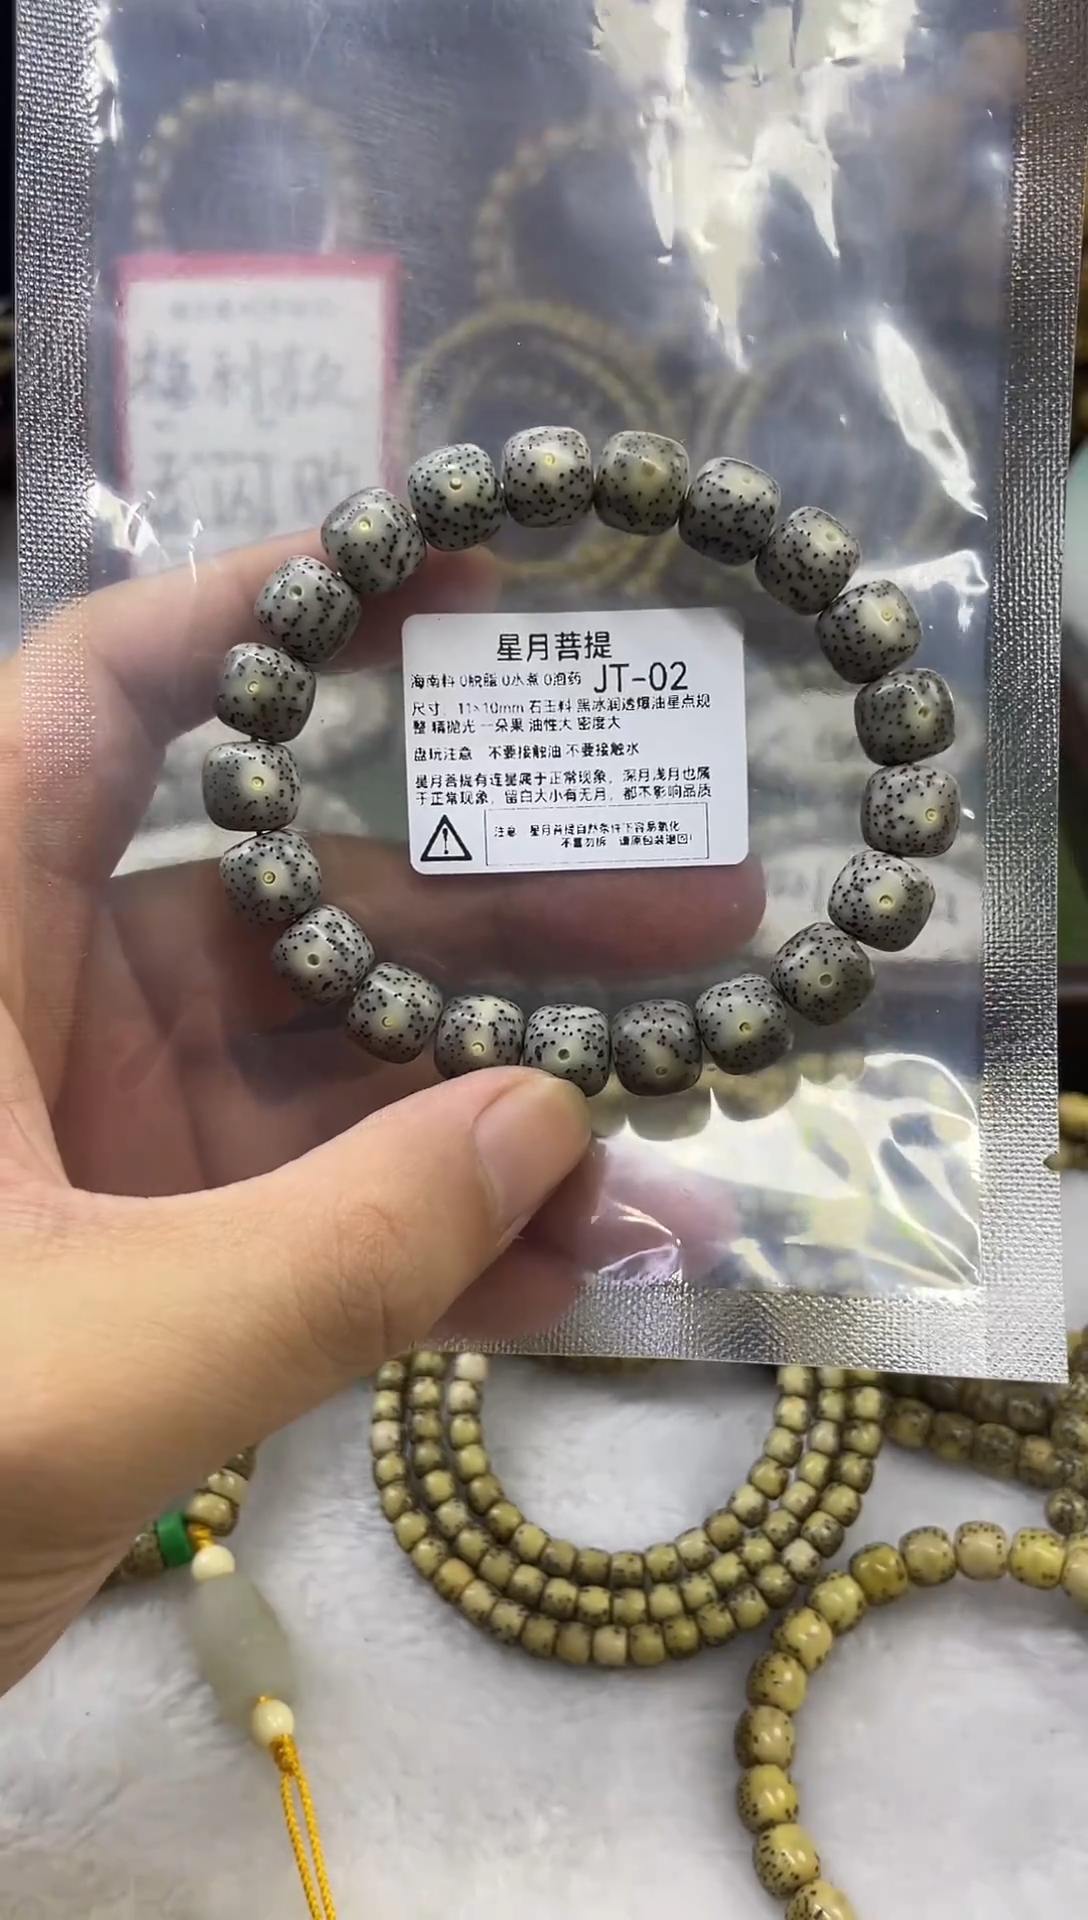 星月菩提
海南料 0脱脂 0水煮 0泡药 JT-02
尺寸： 11×10mm 石玉料 黑冰润透爆油星点规
整 精抛光 一朵果 油性大 密度大
盘玩注意 不要接触油 不要接触水
星月菩提有连星属于正常现象，深月浅月也属
于正常现象，留白大小有无月，都不影响品质
注意 星月菩提自然条件下容易氧化
不喜勿拆 请原包装退回!